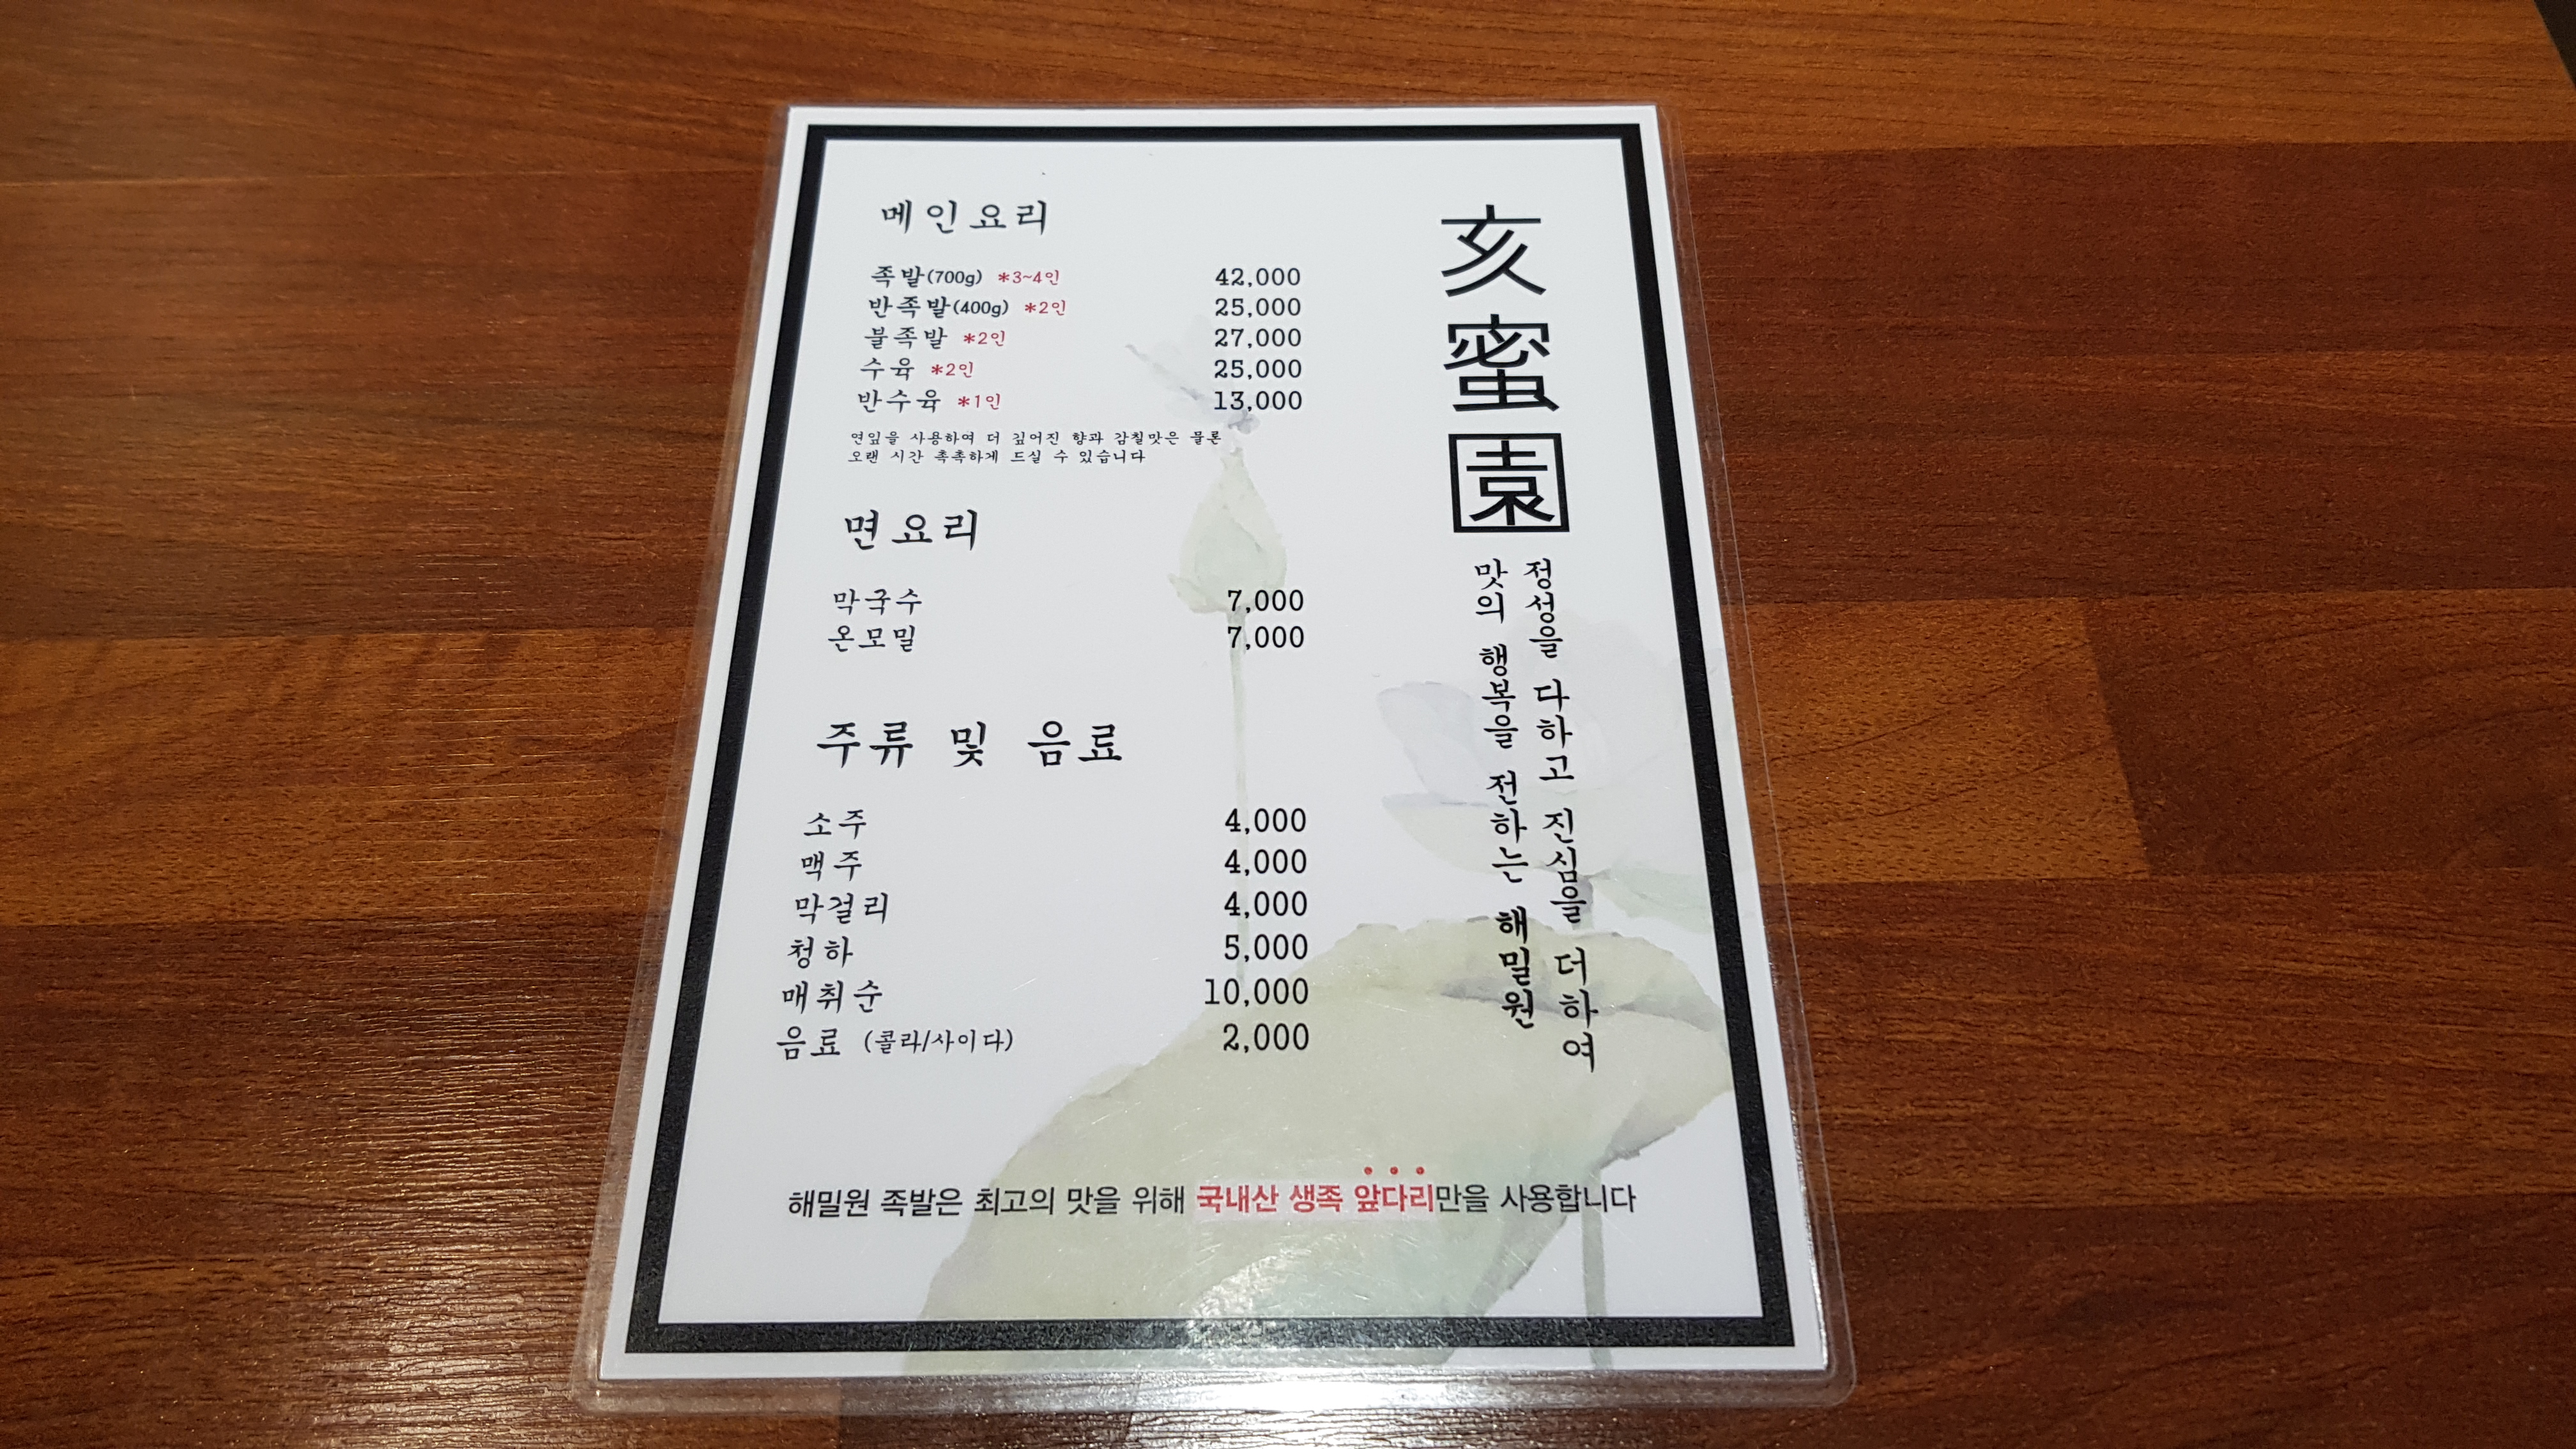 메인요리
족발(700g) *3~4인 42,000
반족발(400g) *2인 25,000
불족발 *2인 27,000
수육 *2인 25,000
반수육 *1인 13,000
연잎을 사용하여 더 깊어진 향과 감칠맛은 물론
오랜 시간 촉촉하게 드실 수 있습니다
면요리
막국수 7,000
온모밀 7,000
주류 및 음료
소주 4,000
맥주 4,000
막걸리 4,000
청하 5,000
매취순 10,000
음료 (콜라/사이다) 2,000
亥蜜園
정성을 다하고 진심을 더하여
맛의 행복을 전하는 해밀원
해밀원 족발은 최고의 맛을 위해 국내산 생족 앞다리만을 사용합니다